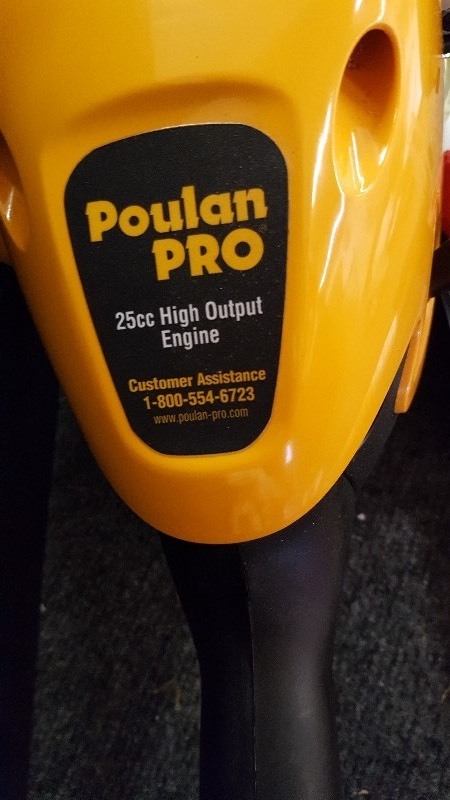 Poulan
PRO
25cc High Output
Engine
Customer Assistance
1-800-554-6723
www.poulan-pro.com